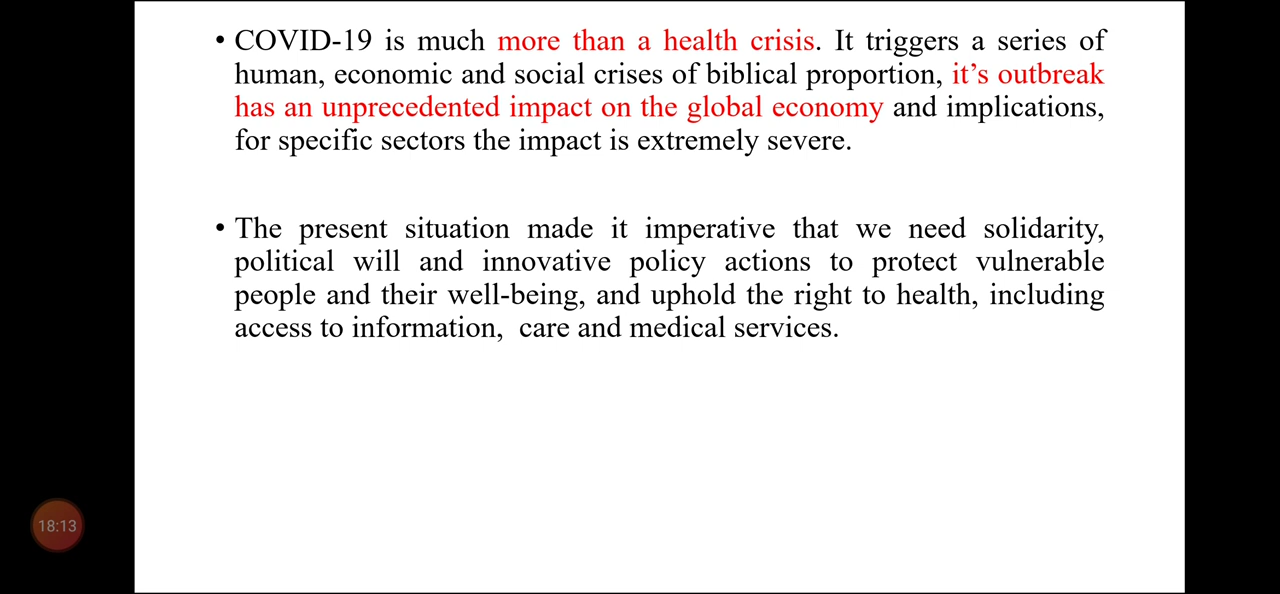 • COVID-19 is much more than a health crisis. It triggers a series of
human, economic and social crises of biblical proportion, it’s outbreak
has an unprecedented impact on the global economy and implications,
for specific sectors the impact is extremely severe.
• The present situation made it imperative that we need solidarity,
political will and innovative policy actions to protect vulnerable
people and their well-being, and uphold the right to health, including
access to information,  care and medical services.
18:13